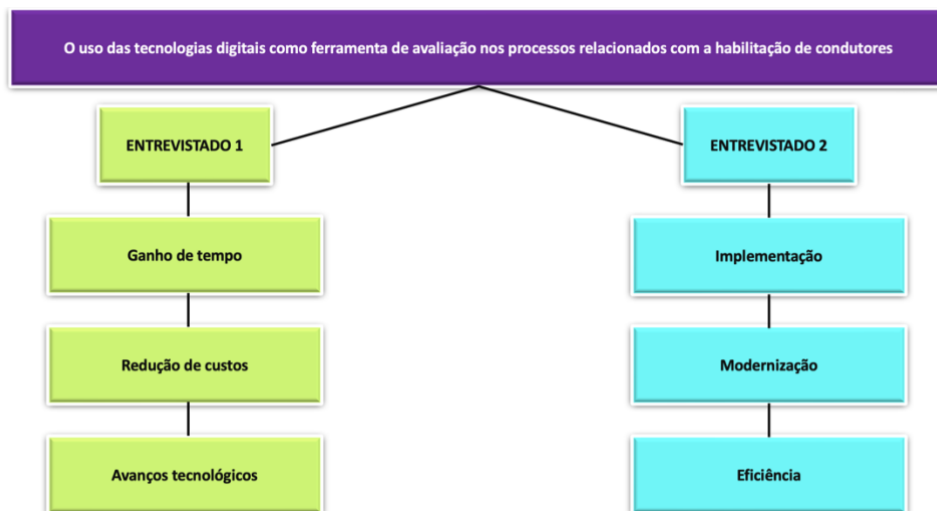 O uso das tecnologias digitais como ferramenta de avaliação nos processos relacionados com a habilitação de condutores
ENTREVISTADO 1
Ganho de tempo
Redução de custos
Avanços tecnológicos
ENTREVISTADO 2
Implementação
Modernização
Eficiência